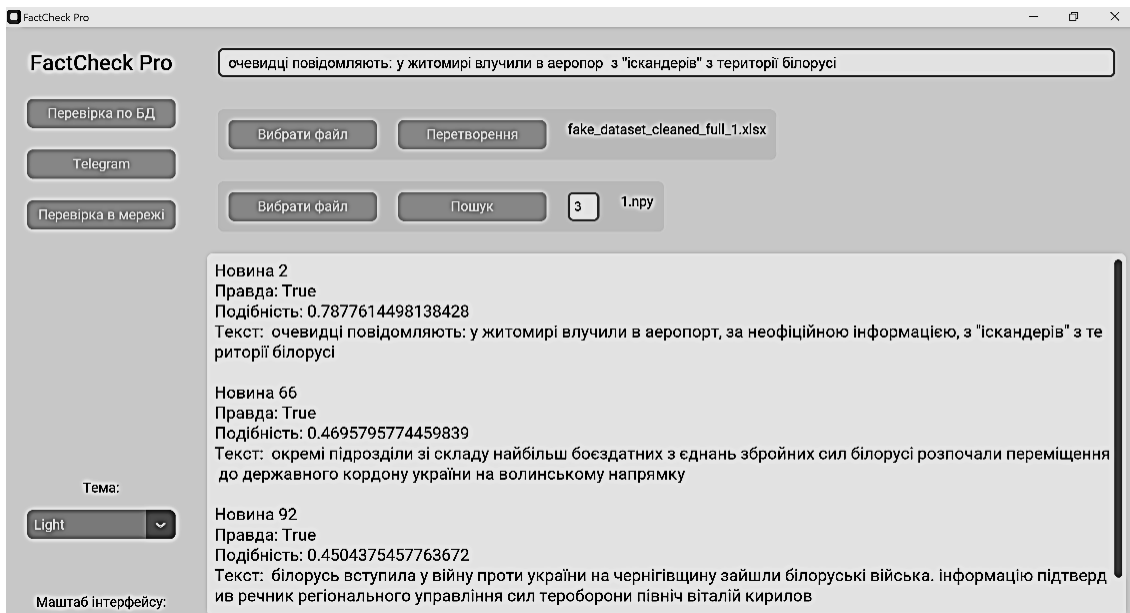 FactCheck Pro
FactCheck Pro
очевидці повідомляють: у житомирі влучили в аеропор з "іскандерів" з території білорусі
Перевірка по БД
Вибрати файл
Перетворення
fake_dataset_cleaned_full_1.xlsx
Telegram
Перевірка в мережі
Вибрати файл
Пошук
3
1.npy
Новина 2
Правда: True
Подібність: 0.7877614498138428
Текст: очевидці повідомляють: у житомирі влучили в аеропорт, за неофіційною інформацією, з "іскандерів" з те
риторії білорусі
Новина 66
Правда: True
Подібність: 0.4695795774459839
Текст: окремі підрозділи зі складу найбільш боєздатних з єднань збройних сил білорусі розпочали переміщення
до державного кордону україни на волинському напрямку
Новина 92
Правда: True
Подібність: 0.4504375457763672
Текст: білорусь вступила у війну проти україни на чернігівщину зайшли білоруські війська. інформацію підтверд
ив речник регіонального управління сил тероборони північ віталій кирилов
Тема:
Light
Маштаб інтерфейсу: